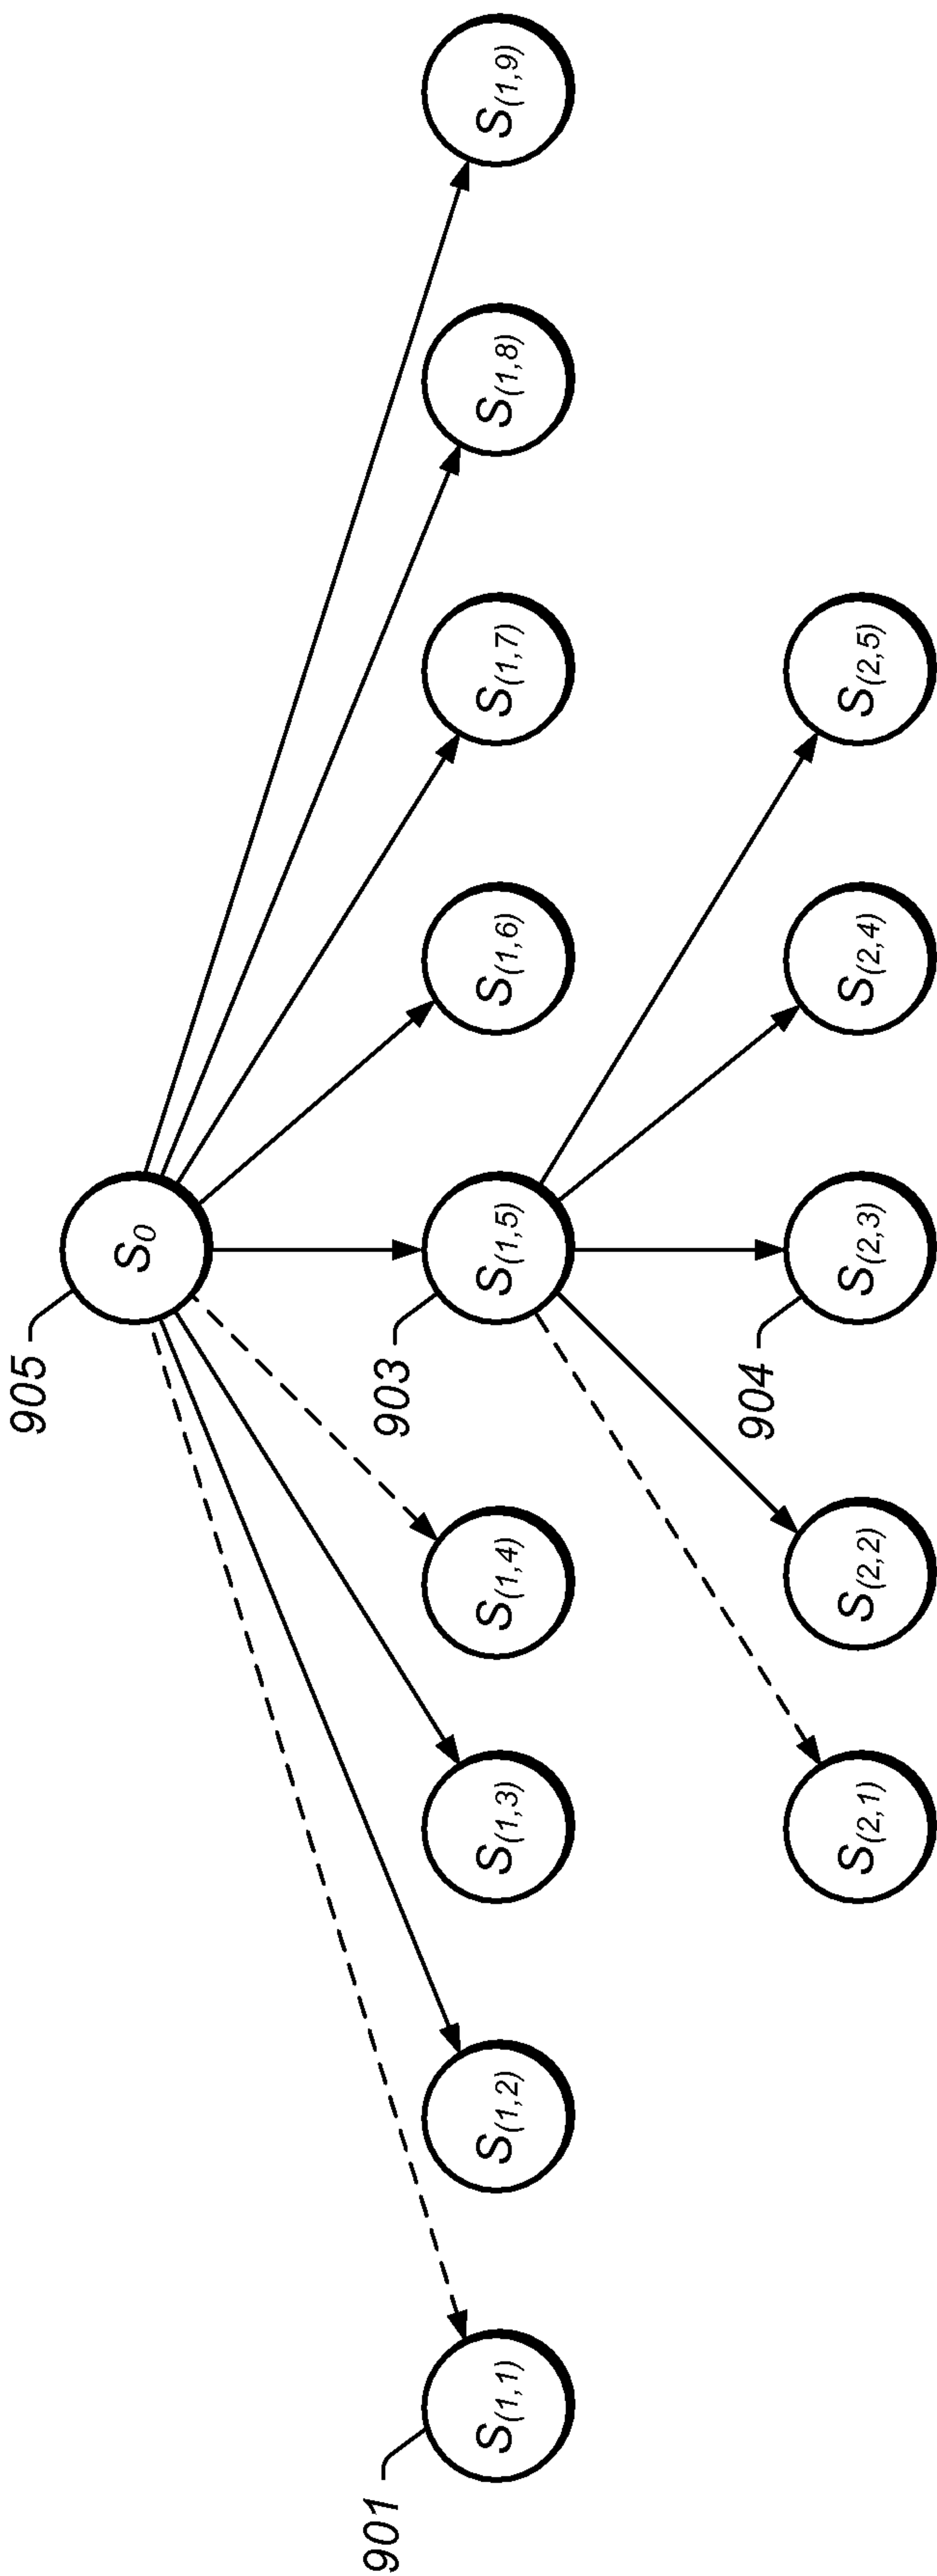 905
S0
901
S(1,1)
S(1,2)
S(1,3)
S(1,4)
903
S(1,5)
S(1,6)
S(1,7)
S(1,8)
S(1,9)
S(2,1)
S(2,2)
904
S(2,3)
S(2,4)
S(2,5)